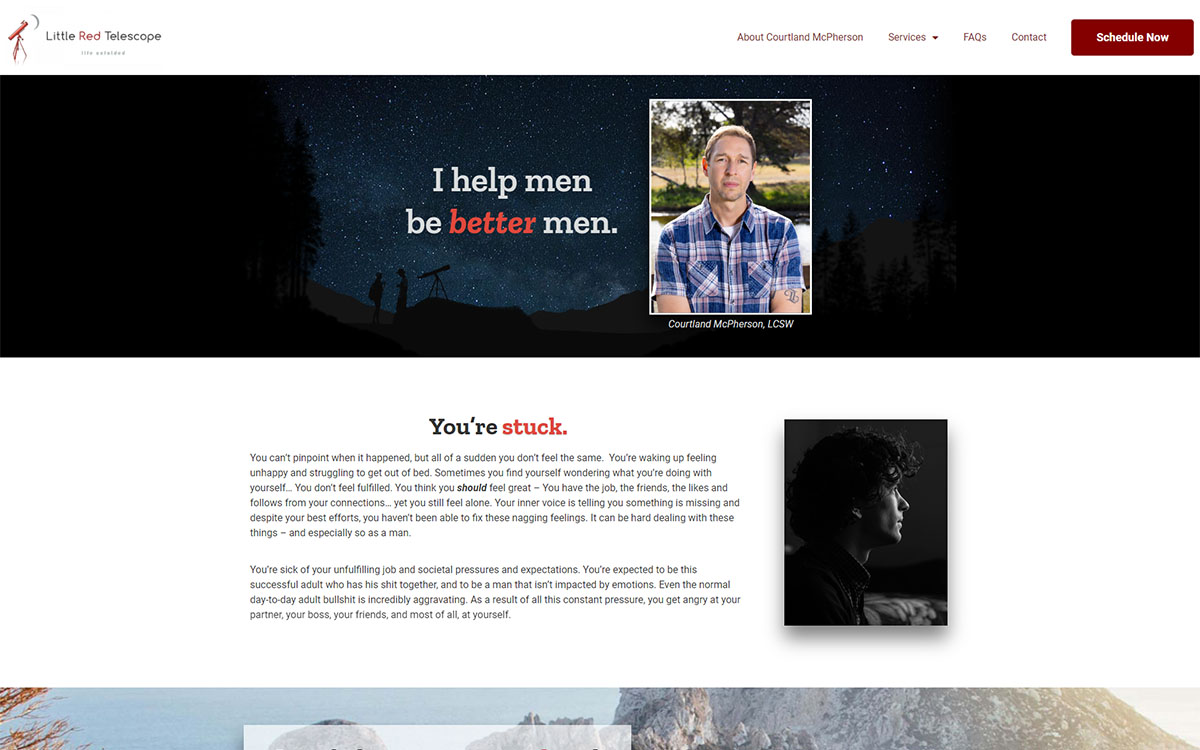 Little Red Telescope
life unfolded
About Courtland McPherson
Services
FAQs
Contact
Schedule Now
I help men
be better men.
Courtland McPherson, LCSW
You're stuck.
You can't pinpoint when it happened, but all of a sudden you don't feel the same.  You're waking up feeling
unhappy and struggling to get out of bed. Sometimes you find yourself wondering what you're doing with
yourself… You don't feel fulfilled. You think you should feel great – You have the job, the friends, the likes and
follows from your connections… yet you still feel alone. Your inner voice is telling you something is missing and
despite your best efforts, you haven't been able to fix these nagging feelings. It can be hard dealing with these
things – and especially so as a man.
You're sick of your unfulfilling job and societal pressures and expectations. You're expected to be this
successful adult who has his shit together, and to be a man that isn't impacted by emotions. Even the normal
day-to-day adult bullshit is incredibly aggravating. As a result of all this constant pressure, you get angry at your
partner, your boss, your friends, and most of all, at yourself.